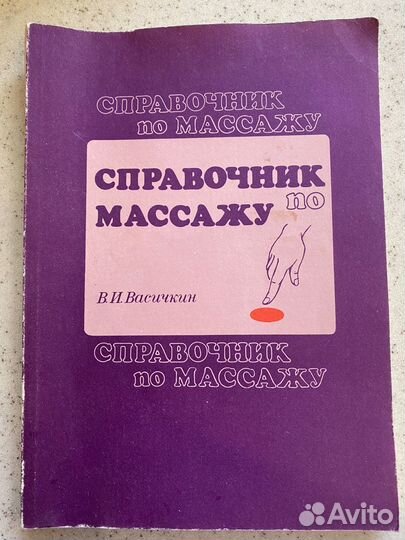 СПРАВОЧНИК
по МАССАЖУ
СПРАВОЧНИК
по
МАССАЖУ
В.И. Васичкин
СПРАВОЧНИК
по МАССАЖУ
Avito